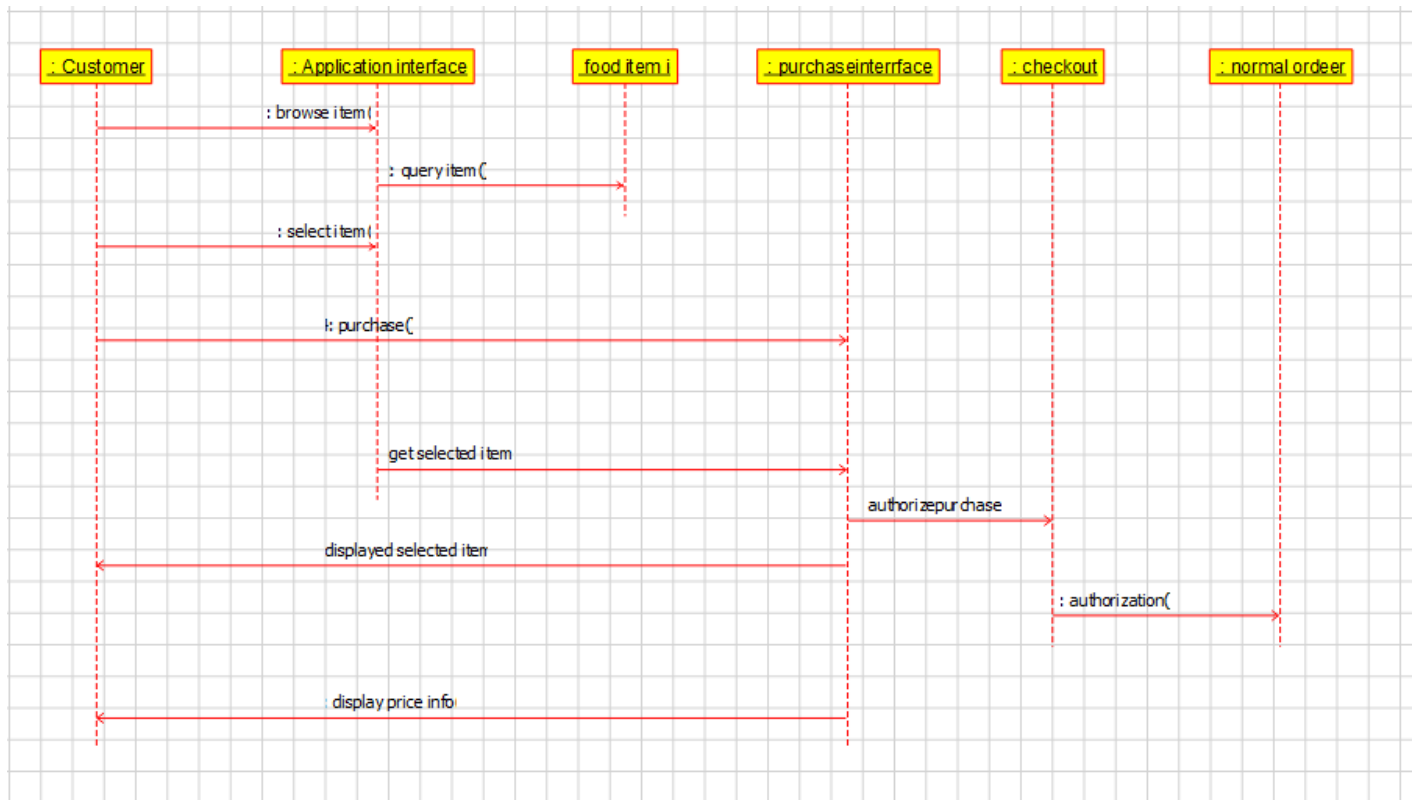 : Customer
: Application interface
food item i
: purchaseinterrface
: checkout
: normal ordeer
: browse item(
: query item(
: select item(
: purchase(
get selected item
authorizepurchase
displayed selected item
: authorization(
: display price info